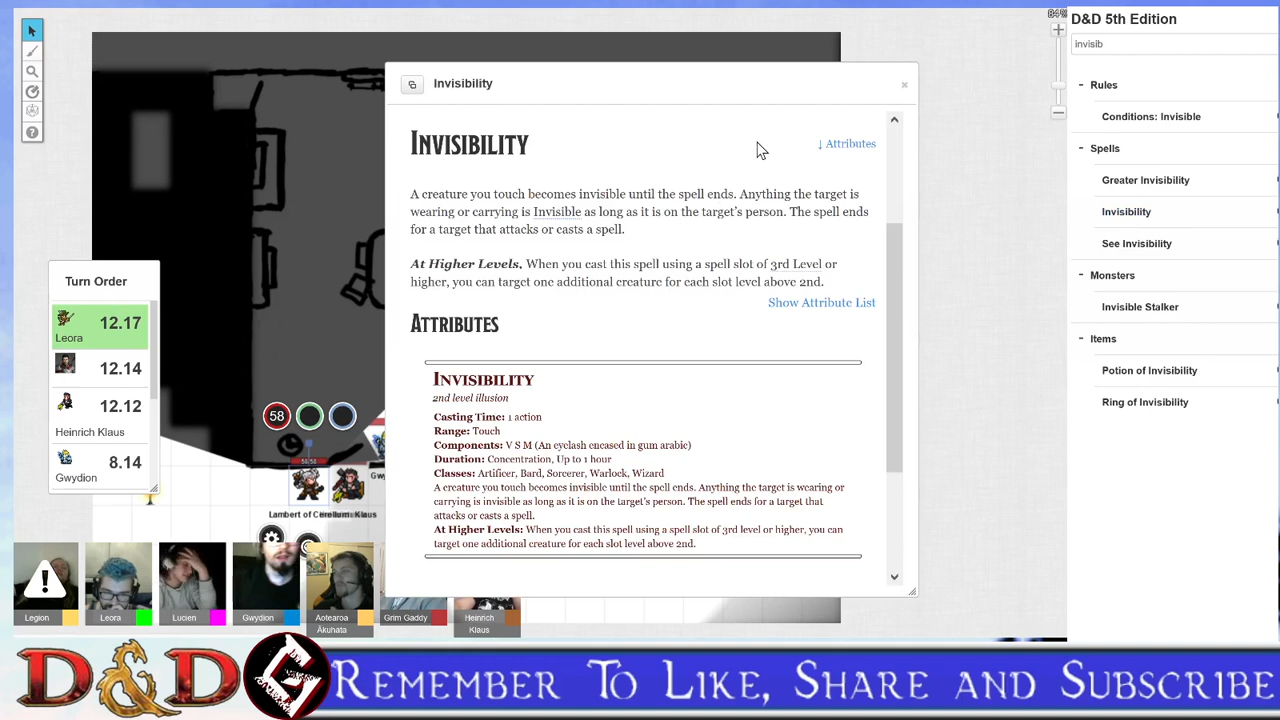 84%
D&D 5th Edition
invisib
Rules
Conditions: Invisible
Spells
Greater Invisibility
Invisibility
See Invisibility
Monsters
Invisible Stalker
Items
Potion of Invisibility
Ring of Invisibility
Invisibility
INVISIBILITY
↓ Attributes
A creature you touch becomes invisible until the spell ends. Anything the target is
wearing or carrying is Invisible as long as it is on the target's person. The spell ends
for a target that attacks or casts a spell.
At Higher Levels. When you cast this spell using a spell slot of 3rd Level or
higher, you can target one additional creature for each slot level above 2nd.
Show Attribute List
ATTRIBUTES
INVISIBILITY
2nd level illusion
Casting Time: 1 action
Range: Touch
Components: V S M (An eyelash encased in gum arabic)
Duration: Concentration, Up to 1 hour
Classes: Artificer, Bard, Sorcerer, Warlock, Wizard
A creature you touch becomes invisible until the spell ends. Anything the target is wearing or
carrying is invisible as long as it is on the target's person. The spell ends for a target that
attacks or casts a spell.
At Higher Levels: When you cast this spell using a spell slot of 3rd level or higher, you can
target one additional creature for each slot level above 2nd.
Turn Order
12.17
Leora
12.14
12.12
Heinrich Klaus
8.14
Gwydion
58
58/58
Lambert of Klaus
Legion
Leora
Lucien
Gwydion
Aotearoa
Ākuhata
Grim Gaddy
Heinrich
Klaus
D&D
G
REMEMBER TO LIKE, SHARE AND SUBSCRIBE